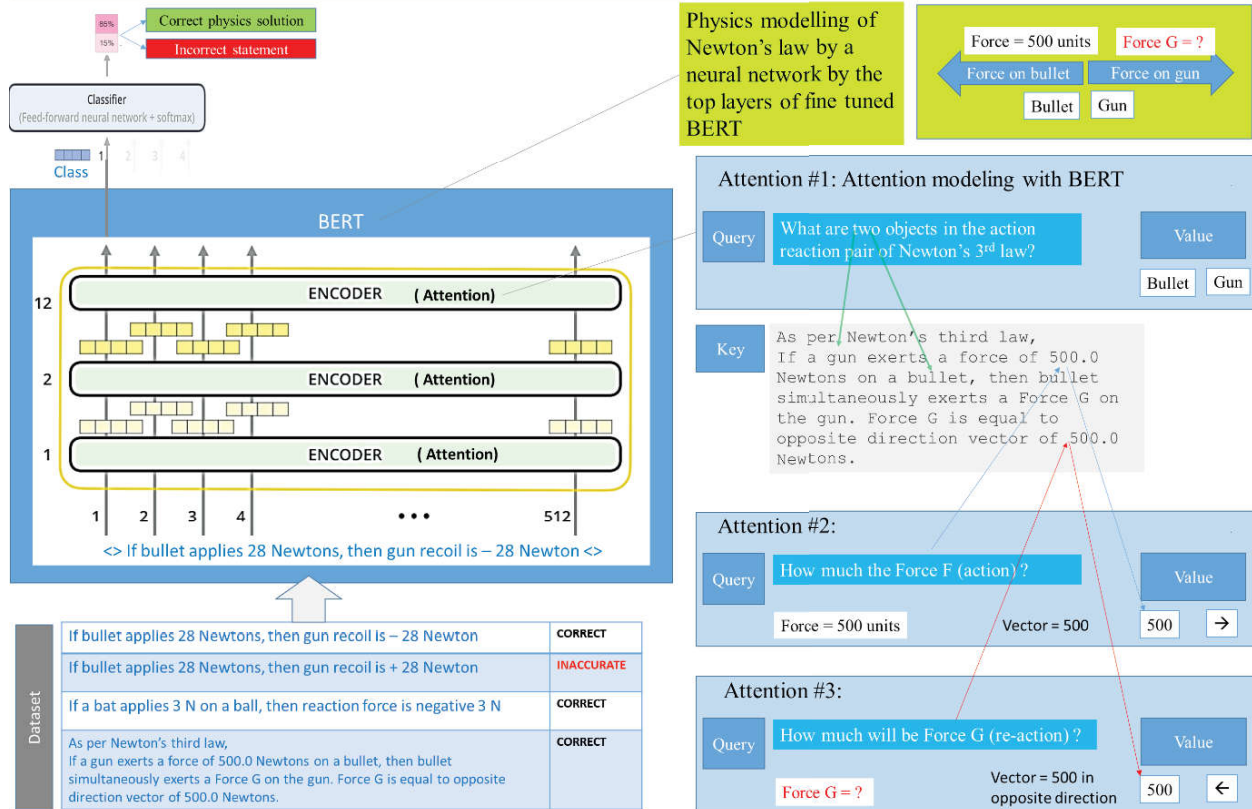 85%
15%
Correct physics solution
Incorrect statement
Classifier
(Feed-forward neural network + softmax)
1 2 3 4
Class
BERT
12
ENCODER (Attention)
2
ENCODER (Attention)
1
ENCODER (Attention)
1 2 3 4 ••• 512
<> If bullet applies 28 Newtons, then gun recoil is – 28 Newton <>
Dataset
If bullet applies 28 Newtons, then gun recoil is – 28 Newton CORRECT
If bullet applies 28 Newtons, then gun recoil is + 28 Newton INACCURATE
If a bat applies 3 N on a ball, then reaction force is negative 3 N CORRECT
As per Newton's third law, CORRECT
If a gun exerts a force of 500.0 Newtons on a bullet, then bullet
simultaneously exerts a Force G on the gun. Force G is equal to opposite
direction vector of 500.0 Newtons.
Physics modelling of
Newton's law by a
neural network by the
top layers of fine tuned
BERT
Force = 500 units Force G = ?
Force on bullet Force on gun
Bullet Gun
Attention #1: Attention modeling with BERT
Query
What are two objects in the action
reaction pair of Newton's 3rd law?
Value
Bullet Gun
Key
As per Newton's third law,
If a gun exerts a force of 500.0
Newtons on a bullet, then bullet
simultaneously exerts a Force G on
the gun. Force G is equal to
opposite direction vector of 500.0
Newtons.
Attention #2:
Query
How much the Force F (action) ?
Value
Force = 500 units Vector = 500 500 →
Attention #3:
Query
How much will be Force G (re-action) ?
Value
Force G = ?
Vector = 500 in
opposite direction
500 ←